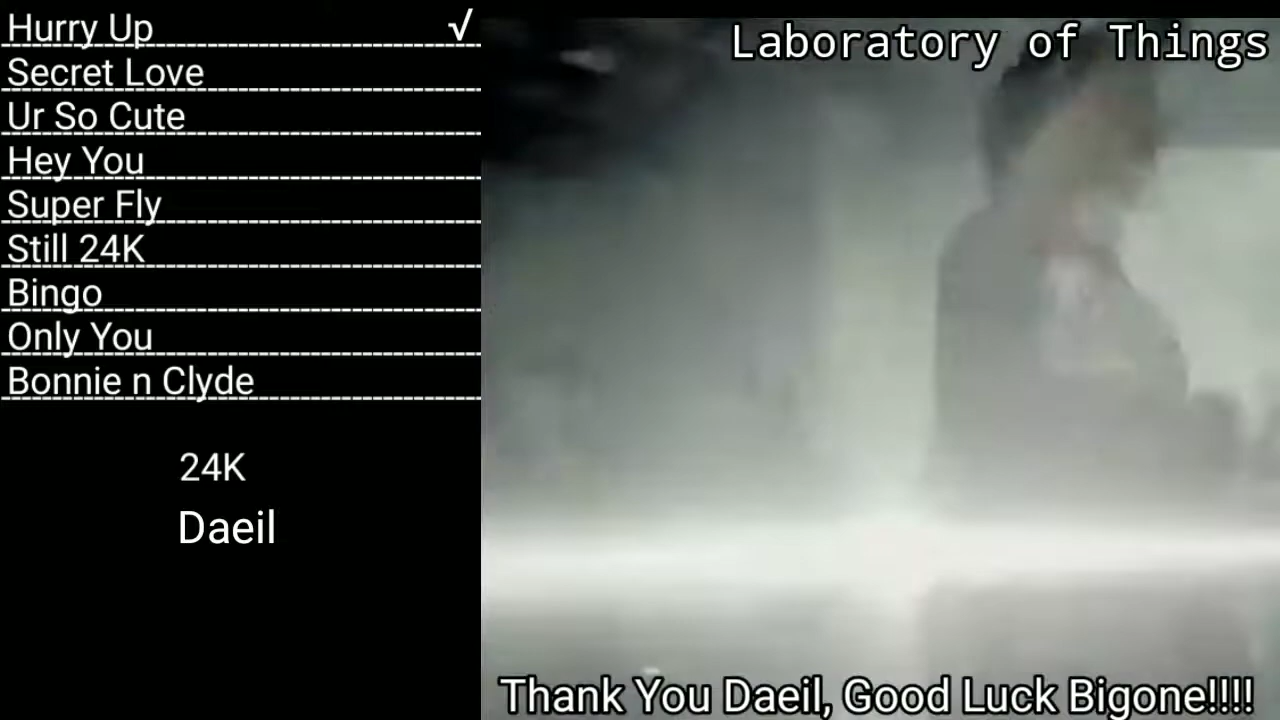 Hurry Up √
Secret Love
Ur So Cute
Hey You
Super Fly
Still 24K
Bingo
Only You
Bonnie n Clyde
24K
Daeil
Laboratory of Things
Thank You Daeil, Good Luck Bigone!!!!